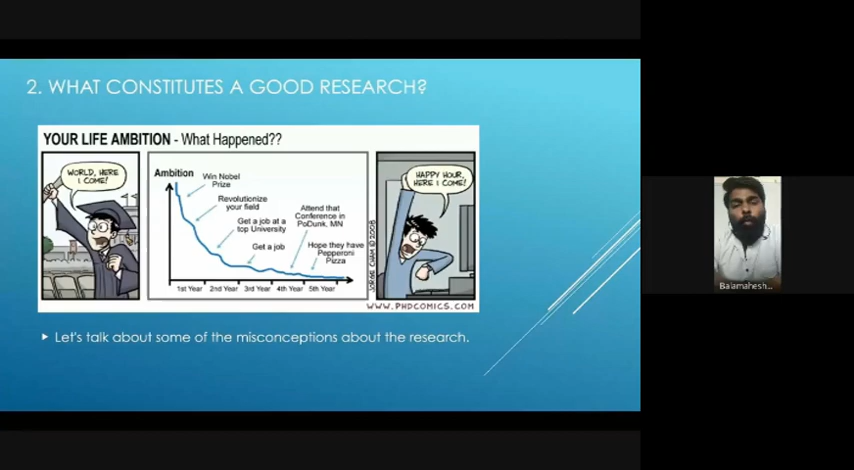 2. WHAT CONSTITUTES A GOOD RESEARCH?
YOUR LIFE AMBITION - What Happened??
WORLD, HERE
I COME!
Ambition
Win Nobel
Prize
Revolutionize
your field
Get a job at a
top University
Get a job
Attend that
Conference in
PoDunk, MN
Hope they have
Pepperoni
Pizza
1st Year 2nd Year 3rd Year 4th Year 5th Year
JORGE CHAM © 2008
HAPPY HOUR,
HERE I COME!
WWW.PHDCOMICS.COM
Let's talk about some of the misconceptions about the research.
Balamahesh...